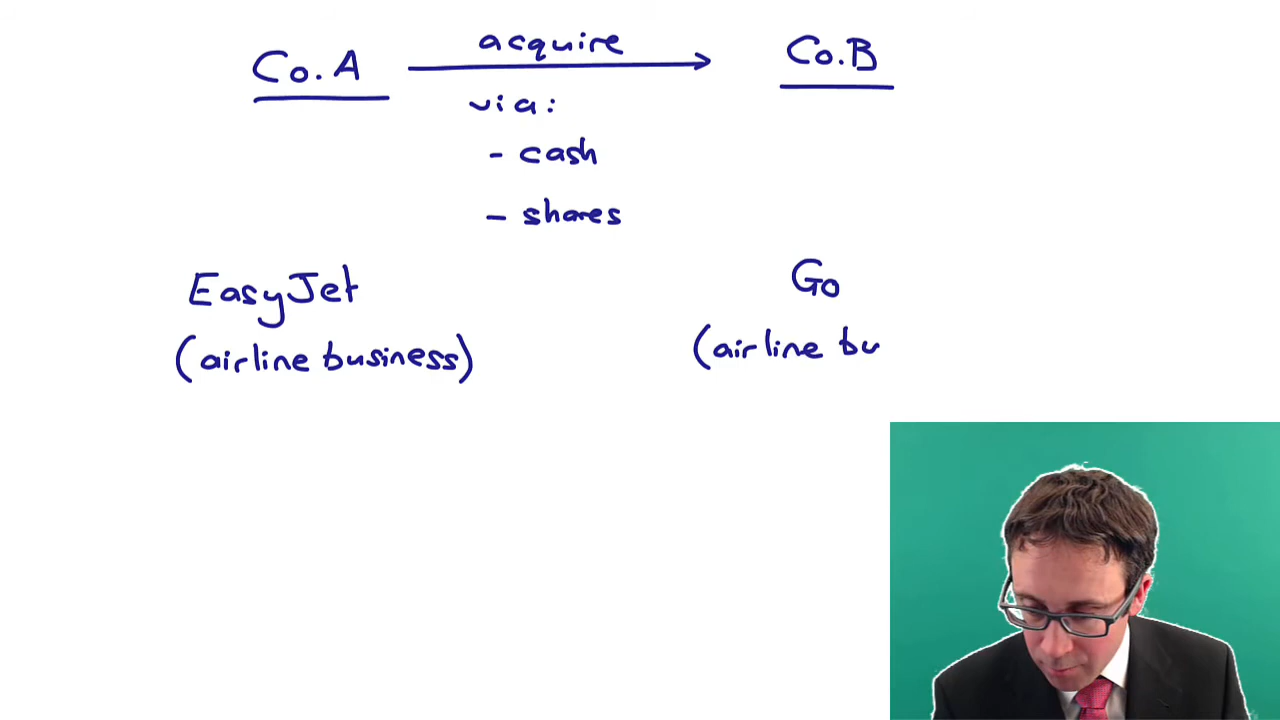 Co.A acquire Co.B
via:
- cash
- shares
EasyJet Go
(airline business) (airline bu